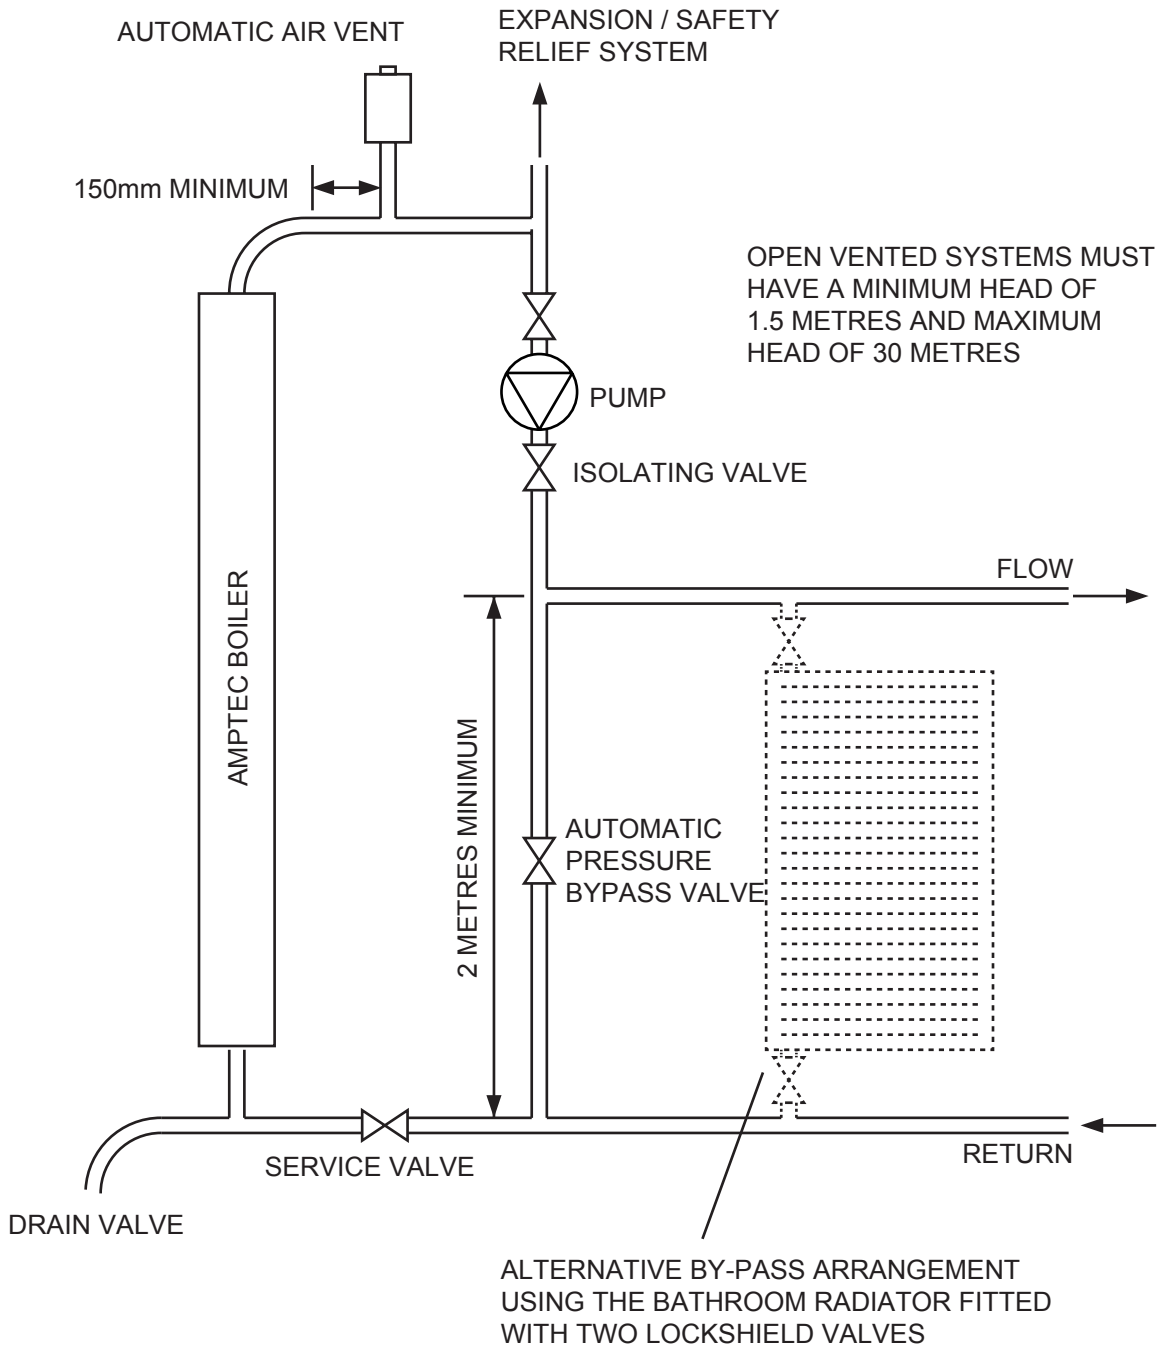 AUTOMATIC AIR VENT
EXPANSION / SAFETY
RELIEF SYSTEM
150mm MINIMUM
OPEN VENTED SYSTEMS MUST
HAVE A MINIMUM HEAD OF
1.5 METRES AND MAXIMUM
HEAD OF 30 METRES
PUMP
ISOLATING VALVE
FLOW
AMPTEC BOILER
2 METRES MINIMUM
AUTOMATIC
PRESSURE
BYPASS VALVE
RETURN
SERVICE VALVE
DRAIN VALVE
ALTERNATIVE BY-PASS ARRANGEMENT
USING THE BATHROOM RADIATOR FITTED
WITH TWO LOCKSHIELD VALVES